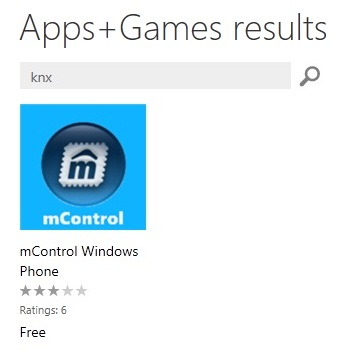 Apps+Games results
knx
m
mControl
mControl Windows
Phone
Ratings: 6
Free